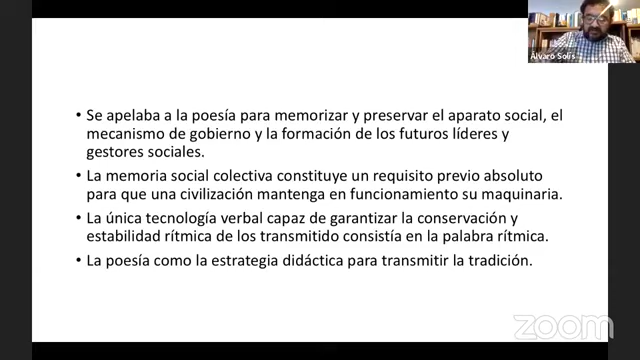 Álvaro Solís
• Se apelaba a la poesía para memorizar y preservar el aparato social, el
mecanismo de gobierno y la formación de los futuros líderes y
gestores sociales.
• La memoria social colectiva constituye un requisito previo absoluto
para que una civilización mantenga en funcionamiento su maquinaria.
• La única tecnología verbal capaz de garantizar la conservación y
estabilidad rítmica de los transmitido consistía en la palabra rítmica.
• La poesía como la estrategia didáctica para transmitir la tradición.
zoom